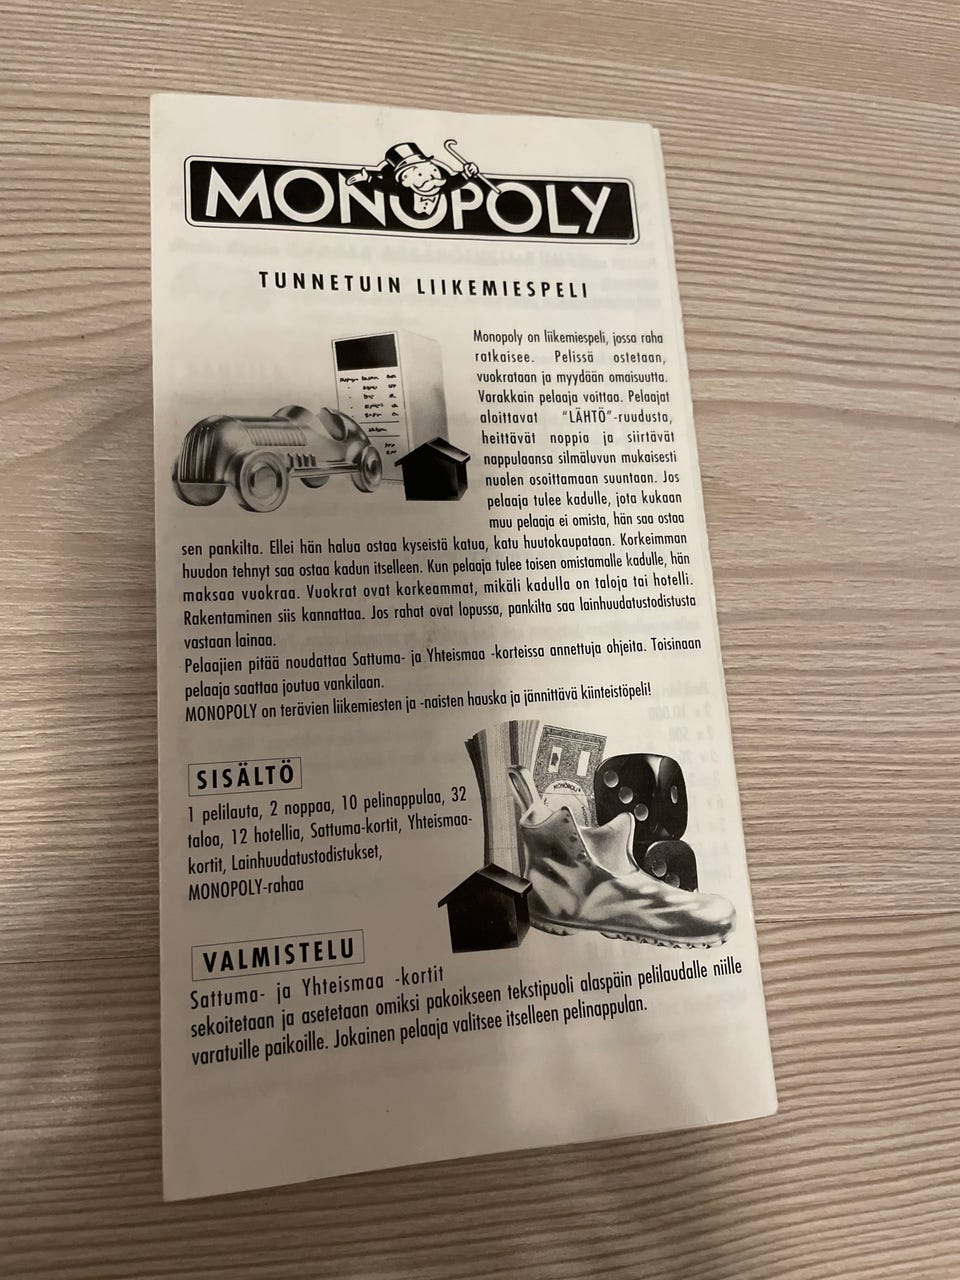 MONOPOLY
TUNNETUIN LIIKEMIESPELI
Monopoly on liikemiespeli, jossa raha
ratkaisee. Pelissä ostetaan,
vuokrataan ja myydään omaisuutta.
Varakkain pelaaja voittaa. Pelaajat
aloittavat "LÄHTÖ"-ruudusta,
heittävät noppia ja siirtävät
nappulaansa silmäluvun mukaisesti
nuolen osoittamaan suuntaan. Jos
pelaaja tulee kadulle, jota kukaan
muu pelaaja ei omista, hän saa ostaa
sen pankilta. Ellei hän halua ostaa kyseistä katua, katu huutokaupataan. Korkeimman
huudon tehnyt saa ostaa kadun itselleen. Kun pelaaja tulee toisen omistamalle kadulle, hän
maksaa vuokraa. Vuokrat ovat korkeammat, mikäli kadulla on taloja tai hotelli.
Rakentaminen siis kannattaa. Jos rahat ovat lopussa, pankilta saa lainhuudatustodistusta
vastaan lainaa.
Pelaajien pitää noudattaa Sattuma- ja Yhteismaa -korteissa annettuja ohjeita. Toisinaan
pelaaja saattaa joutua vankilaan.
MONOPOLY on terävien liikemiesten ja -naisten hauska ja jännittävä kiinteistöpeli!
SISÄLTÖ
1 pelilauta, 2 noppaa, 10 pelinappulaa, 32
taloa, 12 hotellia, Sattuma-kortit, Yhteismaa-
kortit, Lainhuudatustodistukset,
MONOPOLY-rahaa
MONOPOLY
VALMISTELU
Sattuma- ja Yhteismaa -kortit
sekoitetaan ja asetetaan omiksi pakoikseen tekstipuoli alaspäin pelilaudalle niille
varatuille paikoille. Jokainen pelaaja valitsee itselleen pelinappulan.